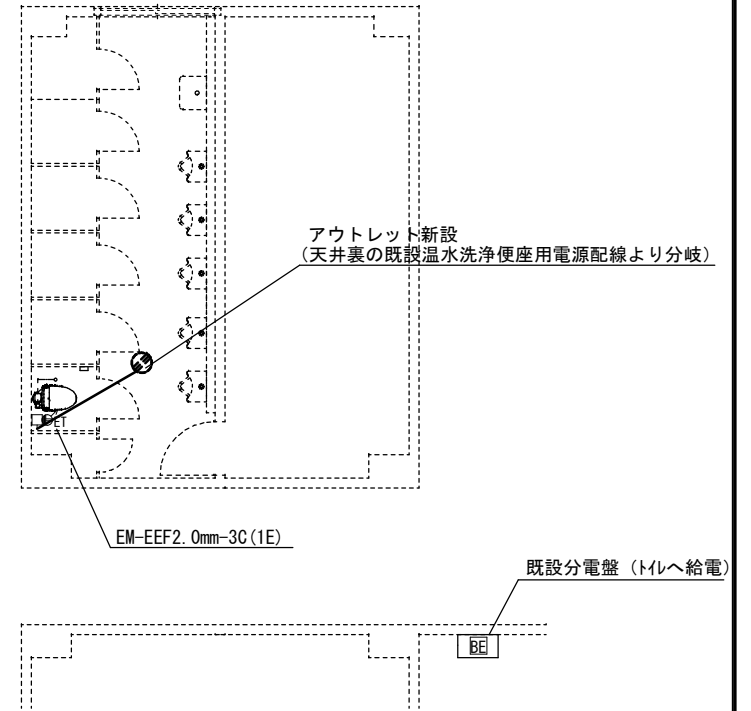 アウトレット新設
(天井裏の既設温水洗浄便座用電源配線より分岐)
ET
EM-EEF2.0mm-3C(1E)
既設分電盤 (ﾄｲﾚへ給電)
BE